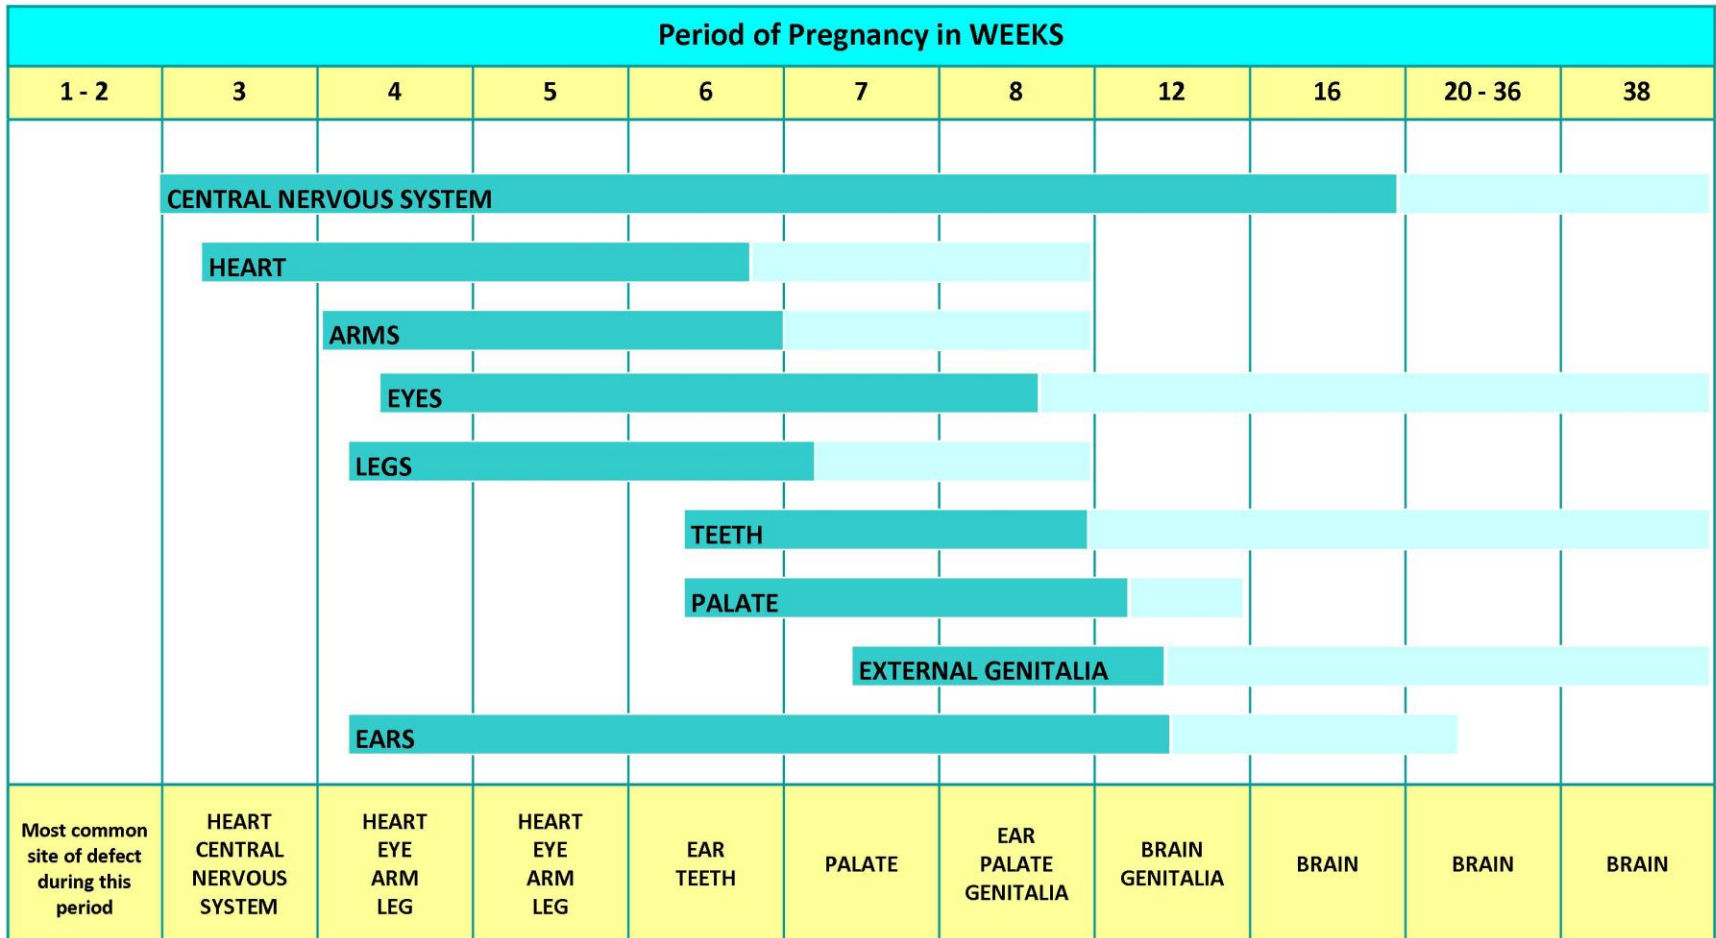 Period of Pregnancy in WEEKS
1 - 2
3
4
5
6
7
8
12
16
20 - 36
38
CENTRAL NERVOUS SYSTEM
HEART
ARMS
EYES
LEGS
TEETH
PALATE
EXTERNAL GENITALIA
EARS
Most common
site of defect
during this
period
HEART
CENTRAL
NERVOUS
SYSTEM
HEART
EYE
ARM
LEG
HEART
EYE
ARM
LEG
EAR
TEETH
PALATE
EAR
PALATE
GENITALIA
BRAIN
GENITALIA
BRAIN
BRAIN
BRAIN